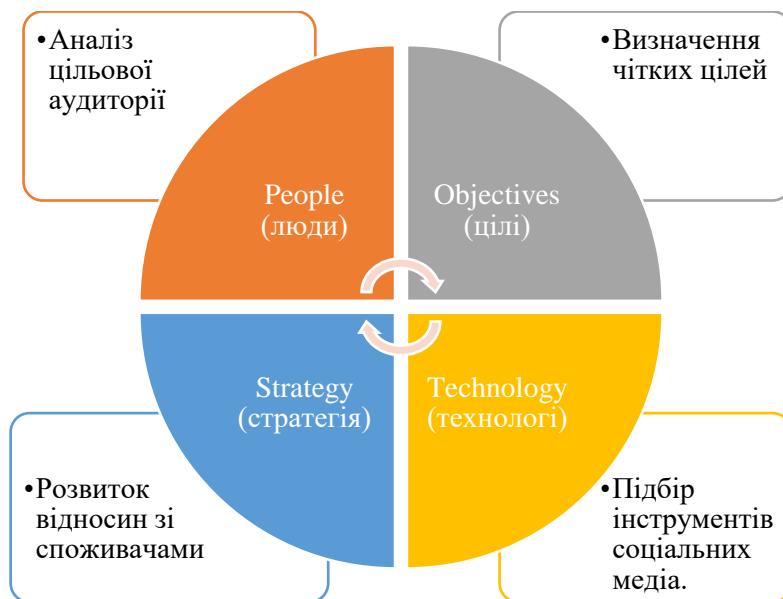 •Аналіз
цільової
аудиторії
•Визначення
чітких цілей
People
(люди)
Objectives
(цілі)
Strategy
(стратегія)
Technology
(технологі)
•Розвиток
відносин зі
споживачами
•Підбір
інструментів
соціальних
медіа.